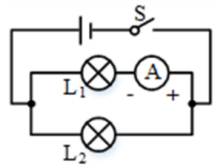 S
L₁ - A +
L₂